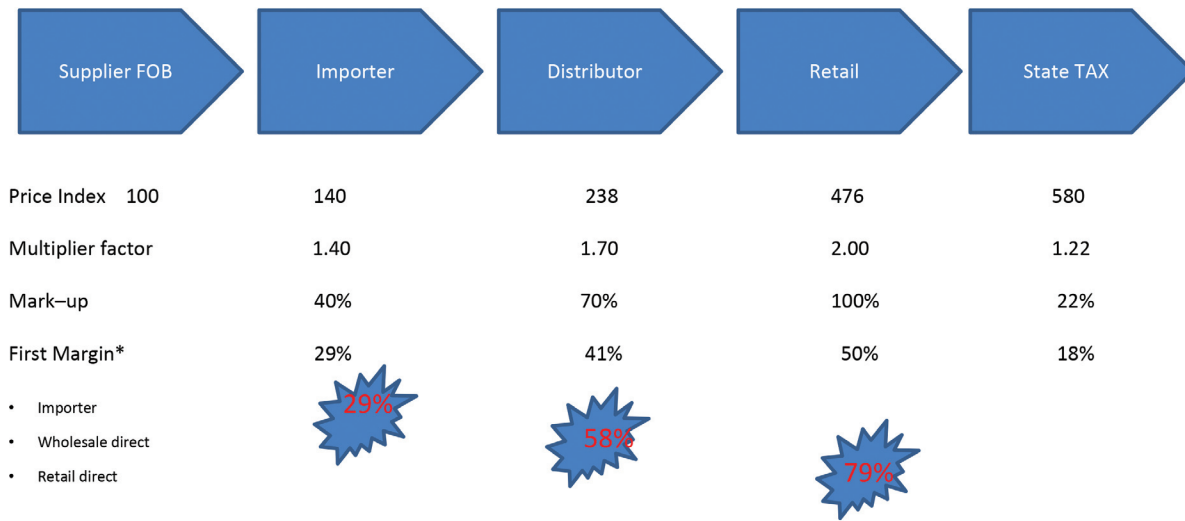 Supplier FOB Importer Distributor Retail State TAX
Price Index 100 140 238 476 580
Multiplier factor 1.40 1.70 2.00 1.22
Mark–up 40% 70% 100% 22%
First Margin* 29% 41% 50% 18%
• Importer 29%
• Wholesale direct 58%
• Retail direct 79%